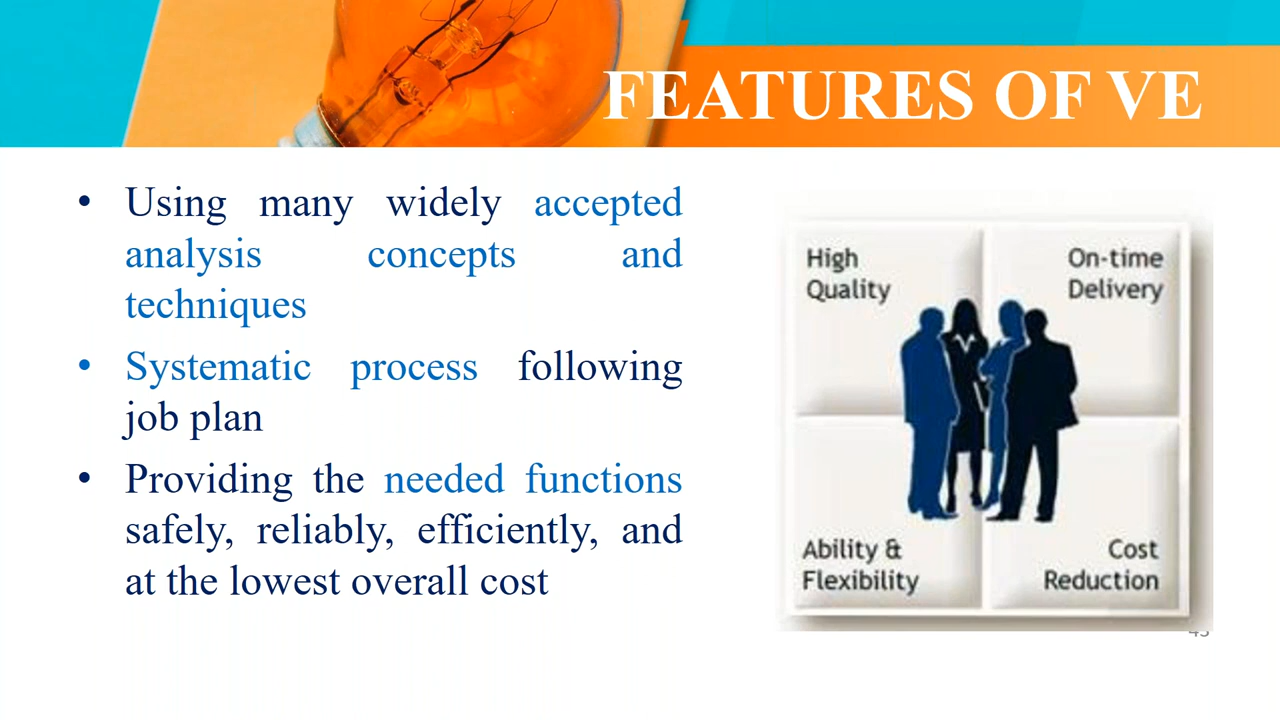 FEATURES OF VE
• Using many widely accepted
analysis concepts and
techniques
• Systematic process following
job plan
• Providing the needed functions
safely, reliably, efficiently, and
at the lowest overall cost
High
Quality
On-time
Delivery
Ability &
Flexibility
Cost
Reduction